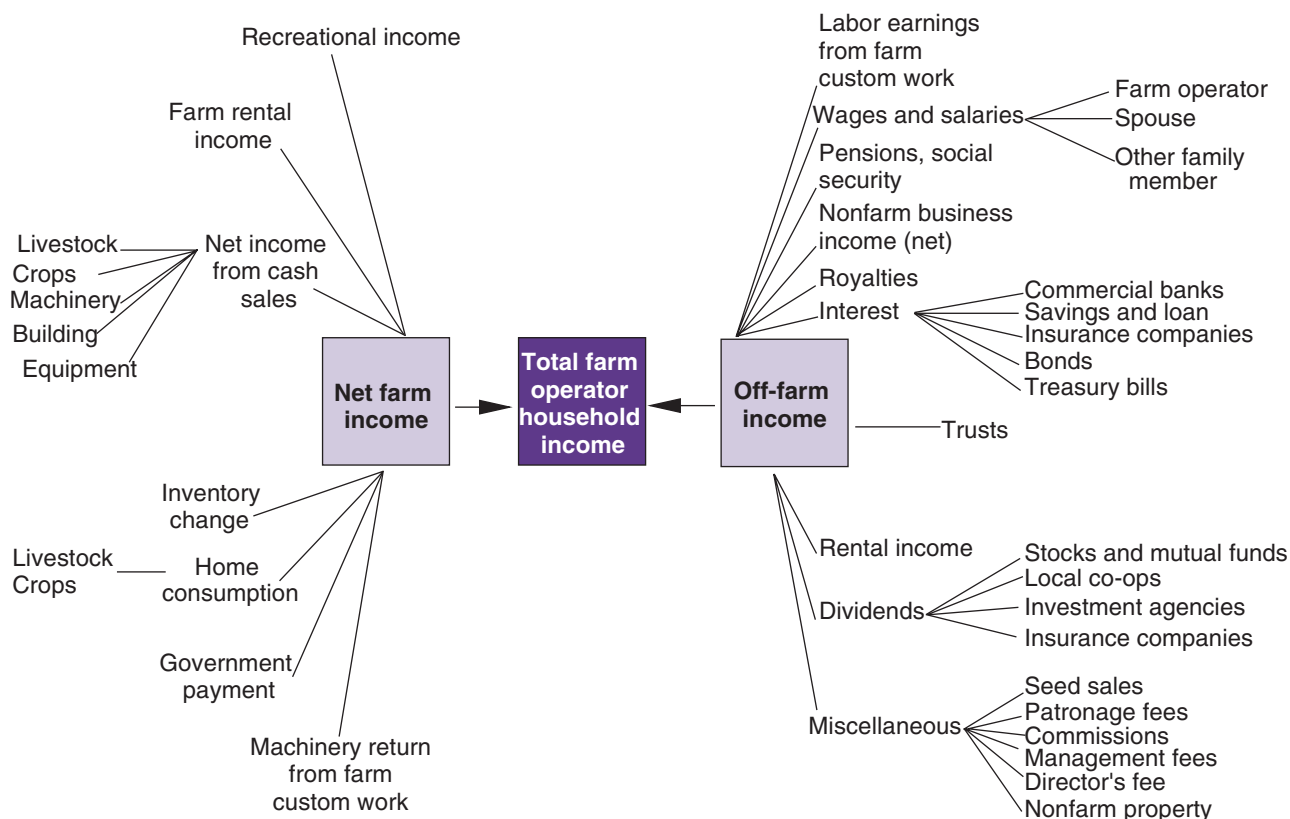 Recreational income
Farm rental
income
Livestock
Crops
Machinery
Building
Equipment
Net income
from cash
sales
Net farm
income
Inventory
change
Livestock
Crops
Home
consumption
Government
payment
Machinery return
from farm
custom work
Total farm
operator
household
income
Off-farm
income
Labor earnings
from farm
custom work
Wages and salaries
Farm operator
Spouse
Other family
member
Pensions, social
security
Nonfarm business
income (net)
Royalties
Interest
Commercial banks
Savings and loan
Insurance companies
Bonds
Treasury bills
Trusts
Rental income
Dividends
Stocks and mutual funds
Local co-ops
Investment agencies
Insurance companies
Miscellaneous
Seed sales
Patronage fees
Commissions
Management fees
Director's fee
Nonfarm property